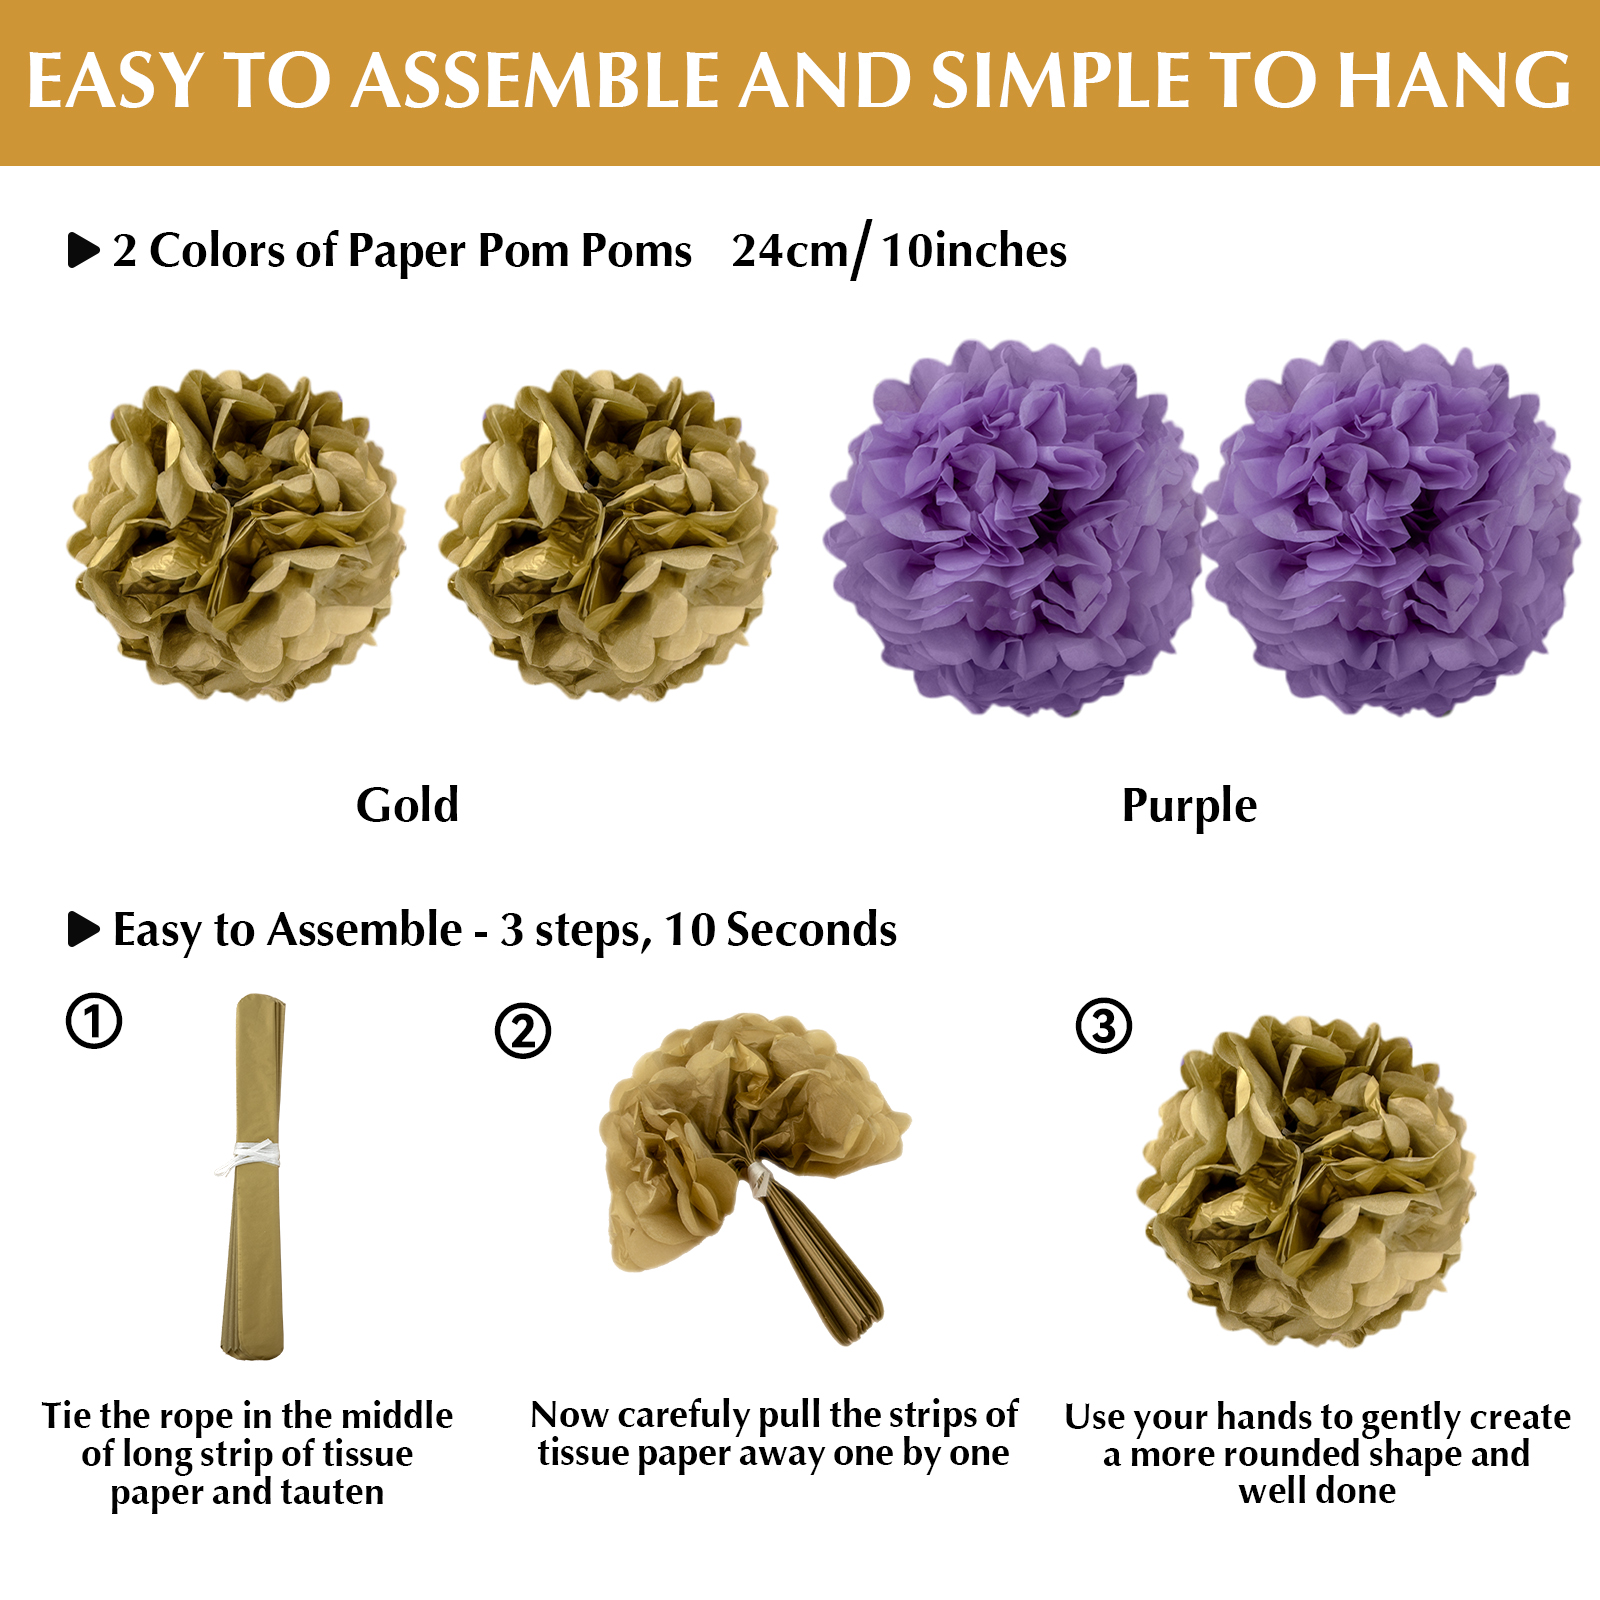 EASY TO ASSEMBLE AND SIMPLE TO HANG
2 Colors of Paper Pom Poms 24cm/10inches
Gold
Purple
Easy to Assemble - 3 steps, 10 Seconds
1
2
3
Tie the rope in the middle
of long strip of tissue
paper and tauten
Now carefuly pull the strips of
tissue paper away one by one
Use your hands to gently create
a more rounded shape and
well done